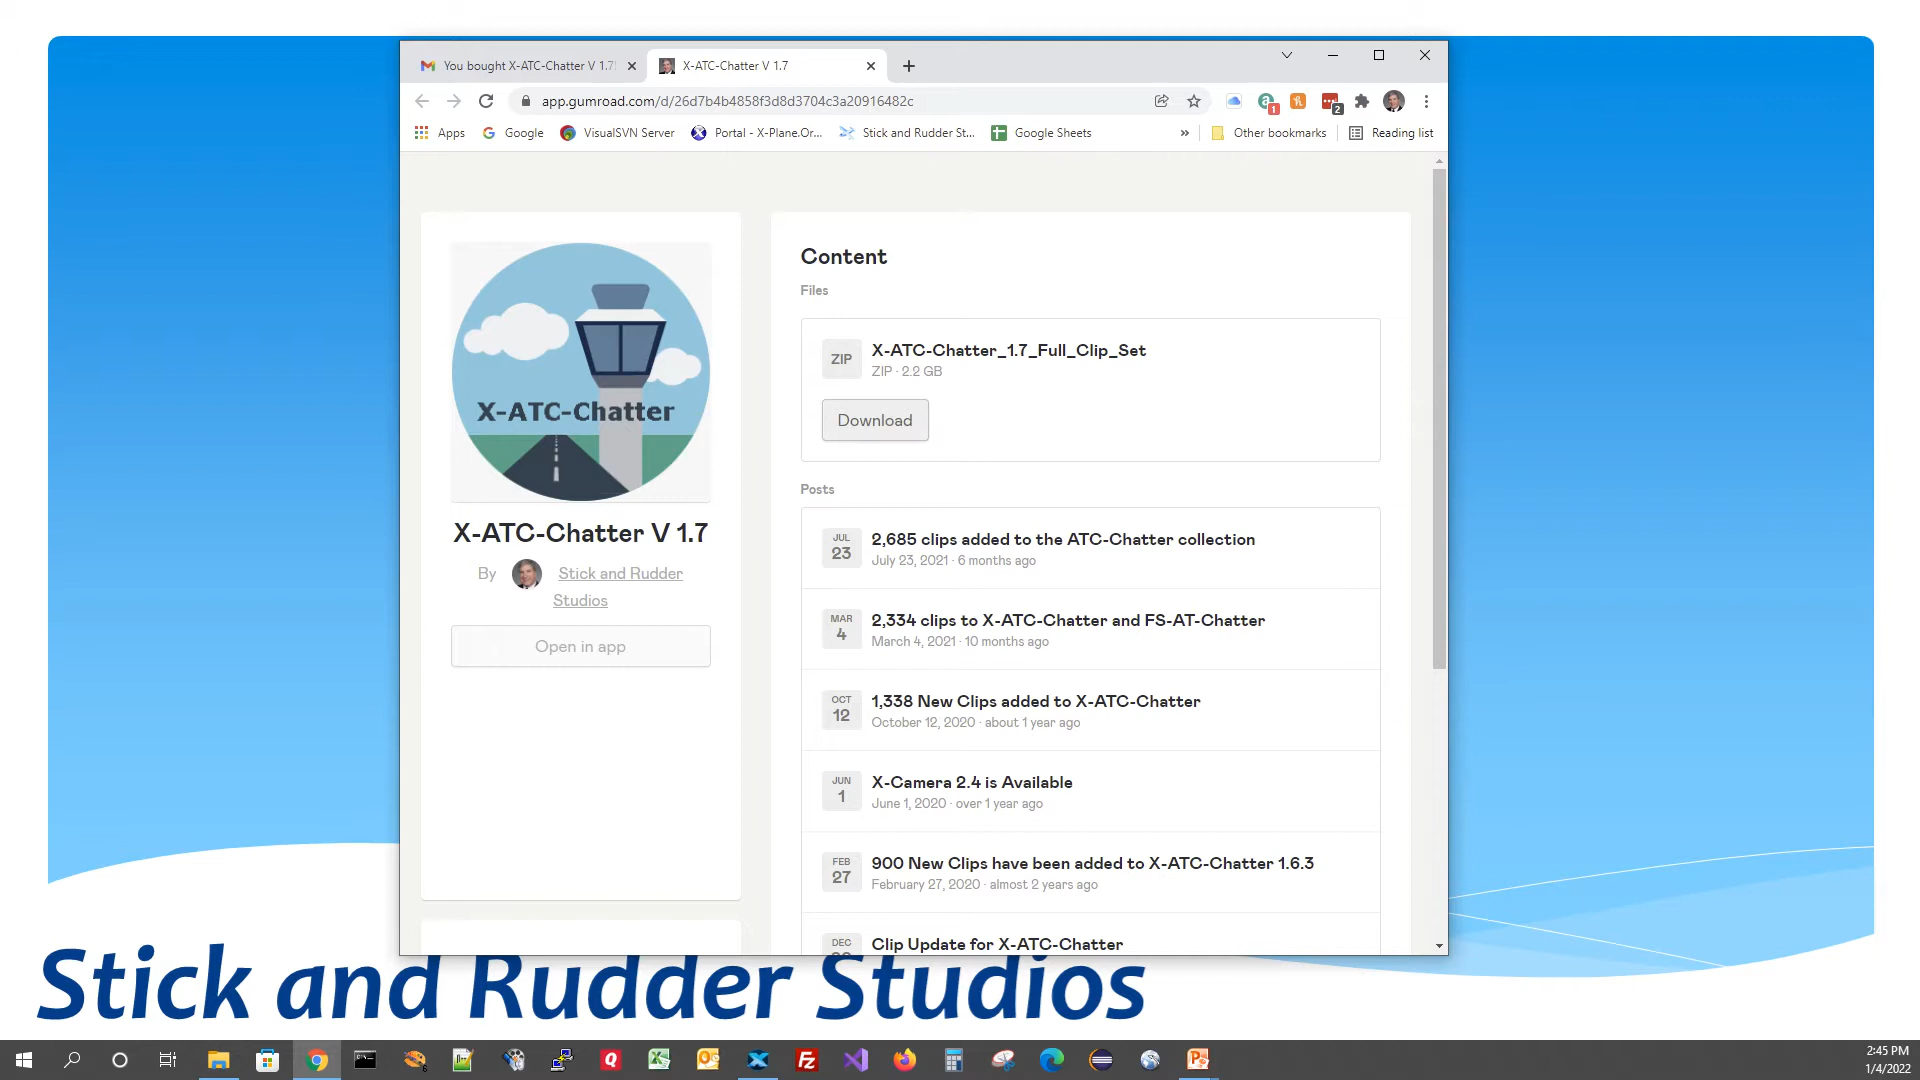 You bought X-ATC-Chatter V 1.7
X-ATC-Chatter V 1.7
app.gumroad.com/d/26d7b4b4858f3d8d3704c3a20916482c
1
2
Apps
Google
VisualSVN Server
Portal - X-Plane.Or...
Stick and Rudder St...
Google Sheets
»
Other bookmarks
Reading list
X-ATC-Chatter
X-ATC-Chatter V 1.7
By Stick and Rudder
Studios
Open in app
Content
Files
ZIP
X-ATC-Chatter_1.7_Full_Clip_Set
ZIP · 2.2 GB
Download
Posts
JUL
23
2,685 clips added to the ATC-Chatter collection
July 23, 2021 · 6 months ago
MAR
4
2,334 clips to X-ATC-Chatter and FS-AT-Chatter
March 4, 2021 · 10 months ago
OCT
12
1,338 New Clips added to X-ATC-Chatter
October 12, 2020 · about 1 year ago
JUN
1
X-Camera 2.4 is Available
June 1, 2020 · over 1 year ago
FEB
27
900 New Clips have been added to X-ATC-Chatter 1.6.3
February 27, 2020 · almost 2 years ago
DEC
Clip Update for X-ATC-Chatter
Stick and Rudder Studios
2:45 PM
1/4/2022